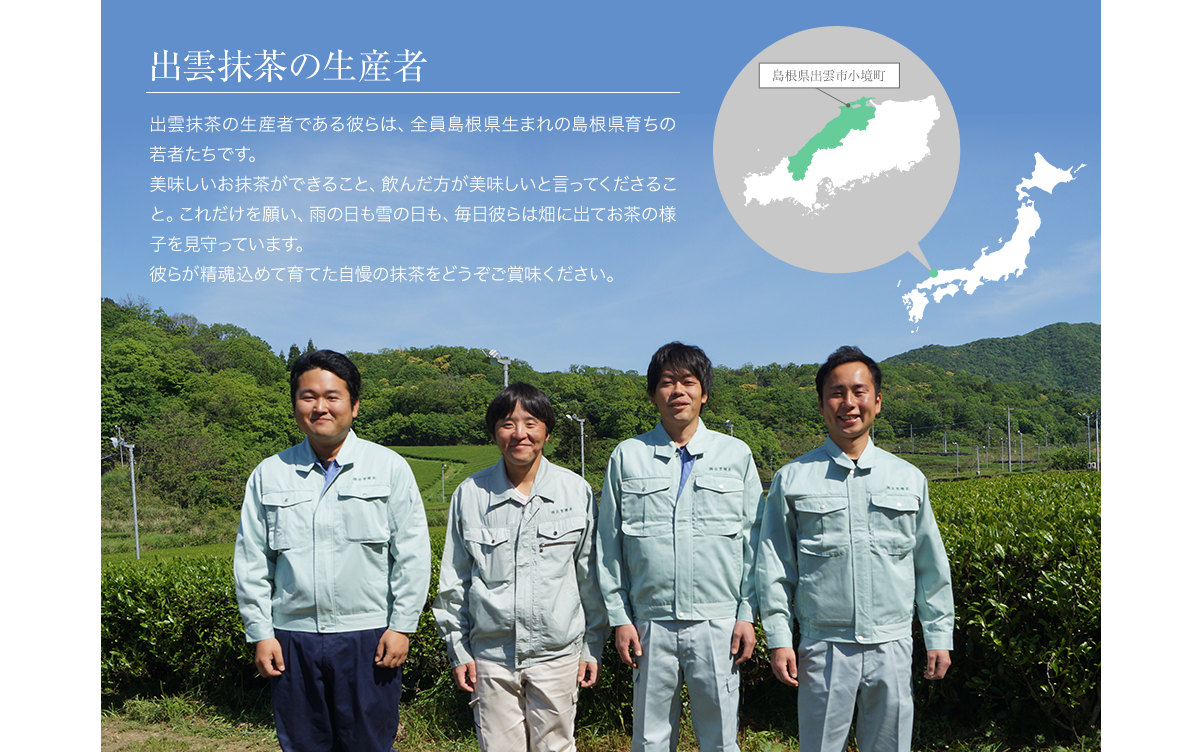 出雲抹茶の生産者
島根県出雲市小境町
出雲抹茶の生産者である彼らは、全員島根県生まれの島根県育ちの
若者たちです。
美味しいお抹茶ができること、飲んだ方が美味しいと言ってくださるこ
と。これだけを願い、雨の日も雪の日も、毎日彼らは畑に出てお茶の様
子を見守っています。
彼らが精魂込めて育てた自慢の抹茶をどうぞご賞味ください。